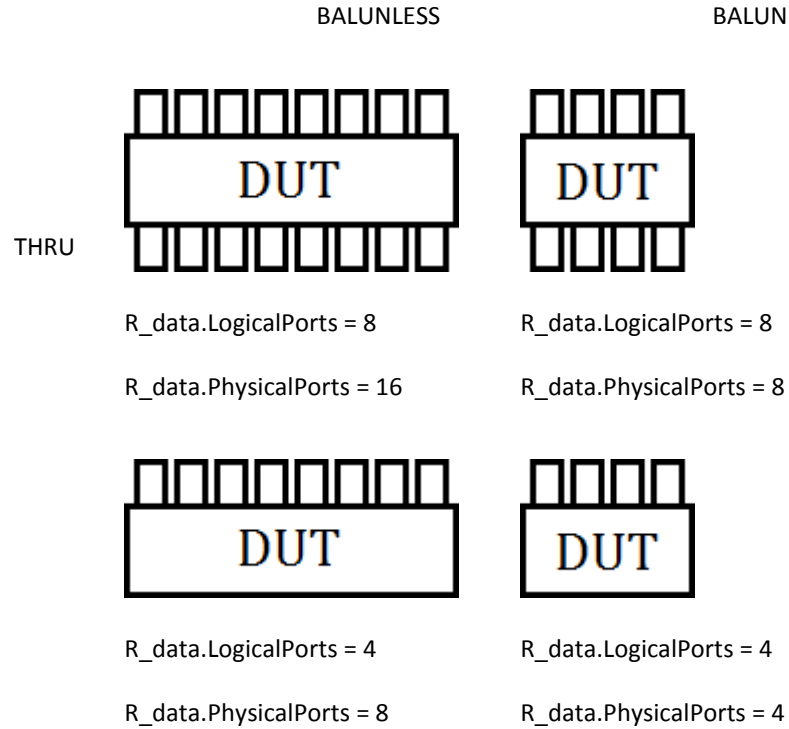 BALUNLESS BALUN
DUT DUT
THRU
R_data.LogicalPorts = 8 R_data.LogicalPorts = 8
R_data.PhysicalPorts = 16 R_data.PhysicalPorts = 8
DUT DUT
R_data.LogicalPorts = 4 R_data.LogicalPorts = 4
R_data.PhysicalPorts = 8 R_data.PhysicalPorts = 4